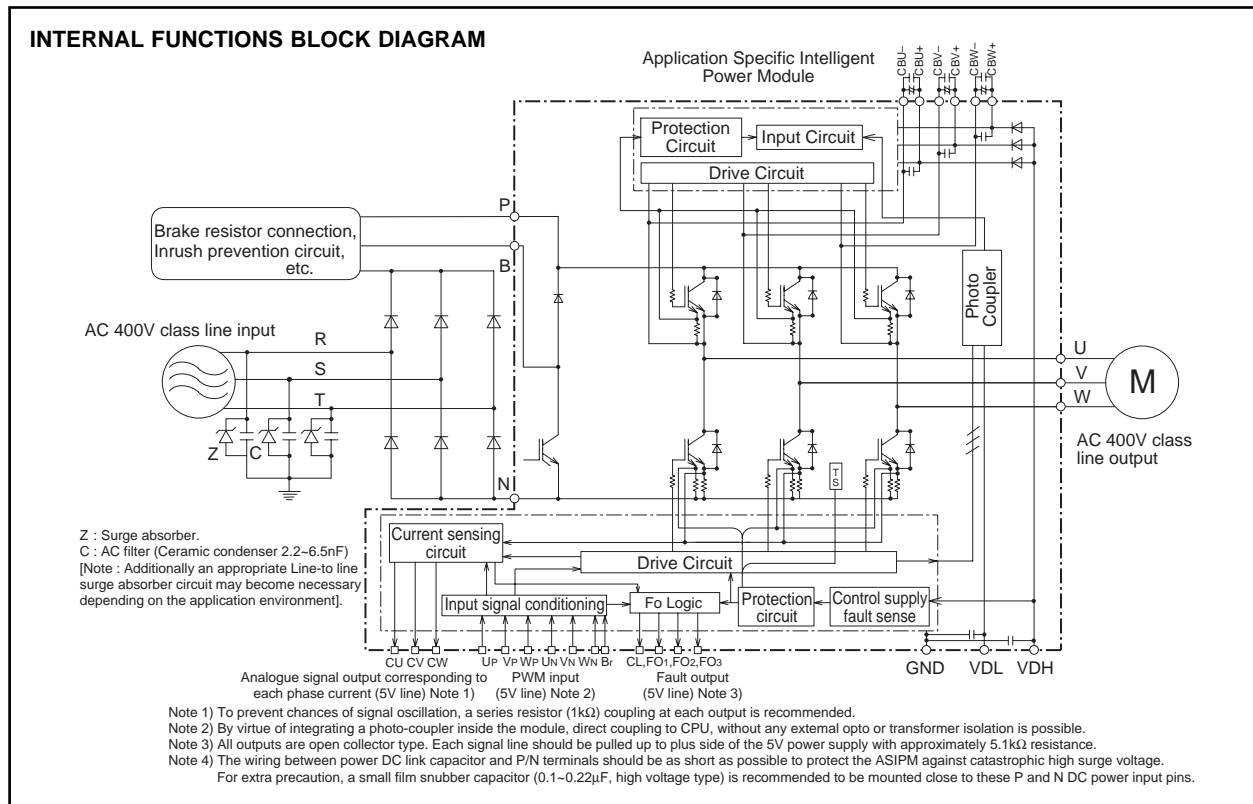 INTERNAL FUNCTIONS BLOCK DIAGRAM
Application Specific Intelligent
Power Module
CBU–
CBU+
CBV–
CBV+
CBW–
CBW+
Protection
Circuit
Input Circuit
Drive Circuit
P
Brake resistor connection,
Inrush prevention circuit,
etc.
B
Photo
Coupler
AC 400V class line input
R
S
T
U
V
W
M
AC 400V class
line output
Z
C
N
T
S
Z : Surge absorber.
C : AC filter (Ceramic condenser 2.2~6.5nF)
[Note : Additionally an appropriate Line-to line
surge absorber circuit may become necessary
depending on the application environment].
Current sensing
circuit
Drive Circuit
Input signal conditioning
Fo Logic
Protection
circuit
Control supply
fault sense
CU CV CW
UP VP WP UN VN WN Br
CL,FO1,FO2,FO3
GND
VDL
VDH
Analogue signal output corresponding to
each phase current (5V line) Note 1)
PWM input
(5V line) Note 2)
Fault output
(5V line) Note 3)
Note 1) To prevent chances of signal oscillation, a series resistor (1kΩ) coupling at each output is recommended.
Note 2) By virtue of integrating a photo-coupler inside the module, direct coupling to CPU, without any external opto or transformer isolation is possible.
Note 3) All outputs are open collector type. Each signal line should be pulled up to plus side of the 5V power supply with approximately 5.1kΩ resistance.
Note 4) The wiring between power DC link capacitor and P/N terminals should be as short as possible to protect the ASIPM against catastrophic high surge voltage.
For extra precaution, a small film snubber capacitor (0.1~0.22μF, high voltage type) is recommended to be mounted close to these P and N DC power input pins.